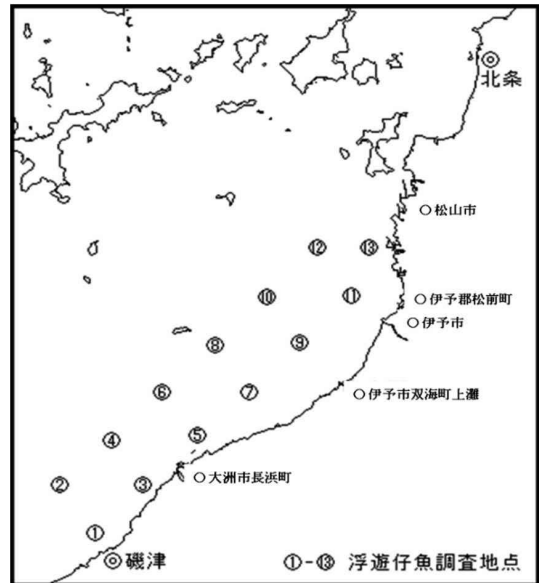 ◎
北条
○松山市
⑫ ⑬
⑩ ⑪
○伊予郡松前町
○伊予市
⑧ ⑨
⑥ ⑦
○伊予市双海町上灘
④ ⑤
② ③
○大洲市長浜町
①
◎磯津
①-⑬ 浮遊仔魚調査地点